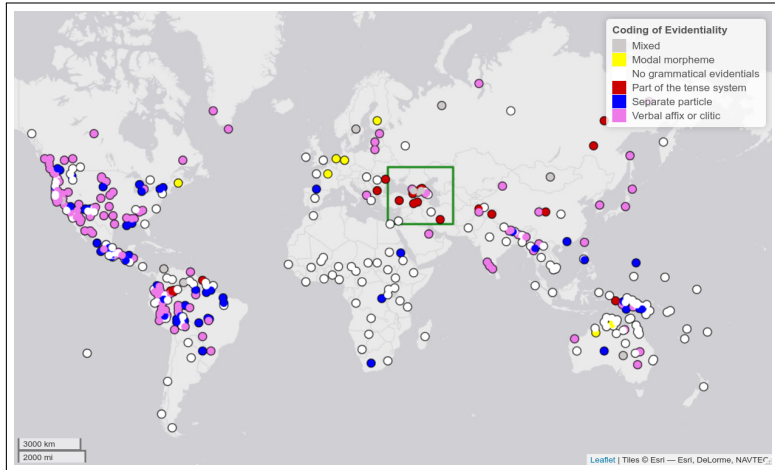 Coding of Evidentiality
Mixed
Modal morpheme
No grammatical evidentials
Part of the tense system
Separate particle
Verbal affix or clitic
3000 km
2000 mi
Leaflet | Tiles © Esri — Esri, DeLorme, NAVTEQ